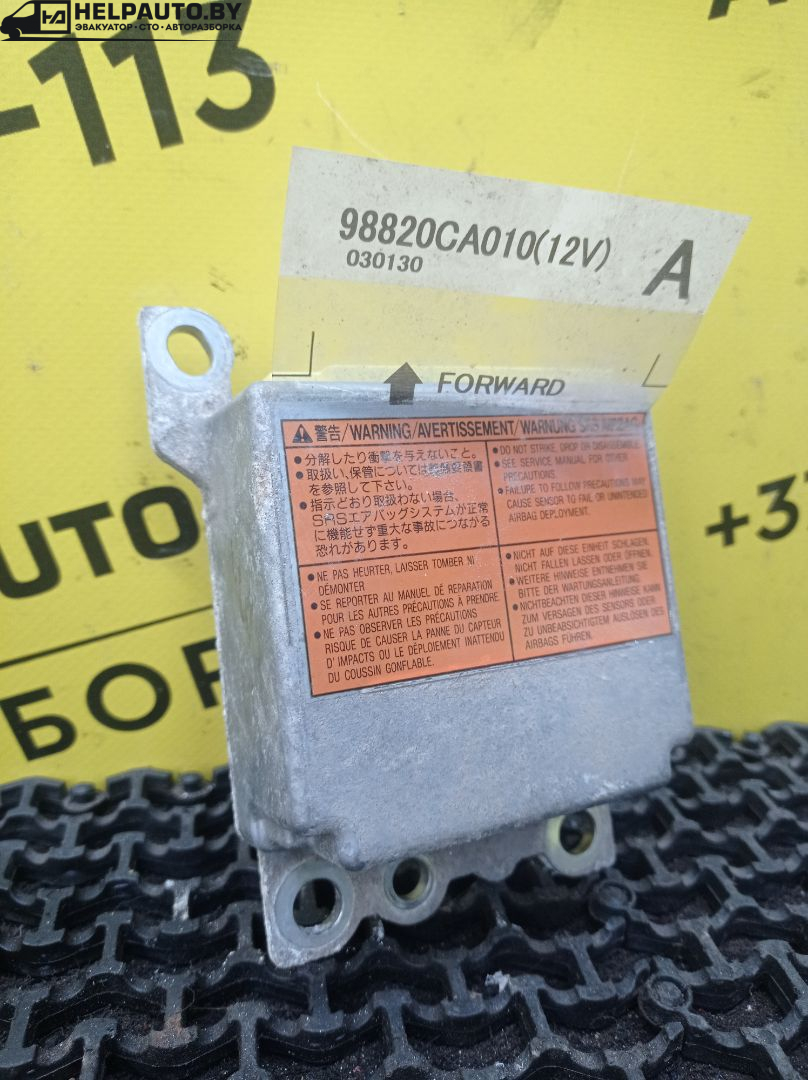 HELPAUTO.BY
ЭВАКУАТОР • СТО • АВТОРАЗБОРКА
-113
98820CA010(12V)
030130
A
FORWARD
警告/WARNING/AVERTISSEMENT/WARNUNG SRS AIRBAG
• 分解したり衝撃を与えないこと。
• 取扱い、保管については整備要領書
を参照して下さい。
• 指示どおり取扱わない場合、
SRSエアバッグシステムが正常
に機能せず重大な事故につながる
恐れがあります。
• DO NOT STRIKE, DROP OR DISASSEMBLE.
• SEE SERVICE MANUAL FOR OTHER
PRECAUTIONS.
• FAILURE TO FOLLOW PRECAUTIONS MAY
CAUSE SENSOR TO FAIL OR UNINTENDED
AIRBAG DEPLOYMENT.
• NE PAS HEURTER, LAISSER TOMBER NI
DÉMONTER
• SE REPORTER AU MANUEL DE RÉPARATION
POUR LES AUTRES PRÉCAUTIONS À PRENDRE.
• NE PAS OBSERVER LES PRÉCAUTIONS
RISQUE DE CAUSER LA PANNE DU CAPTEUR
D'IMPACTS OU LE DÉPLOIEMENT INATTENDU
DU COUSSIN GONFLABLE.
• NICHT AUF DIESE EINHEIT SCHLAGEN,
NICHT FALLEN LASSEN ODER ÖFFNEN.
• WEITERE HINWEISE ENTNEHMEN SIE
BITTE DER WARTUNGSANLEITUNG.
• NICHTBEACHTEN DIESER HINWEISE KANN
ZUM VERSAGEN DES SENSORS ODER
ZU UNBEABSICHTIGTEM AUSLÖSEN DES
AIRBAGS FÜHREN.
AUTO
+37
БОР